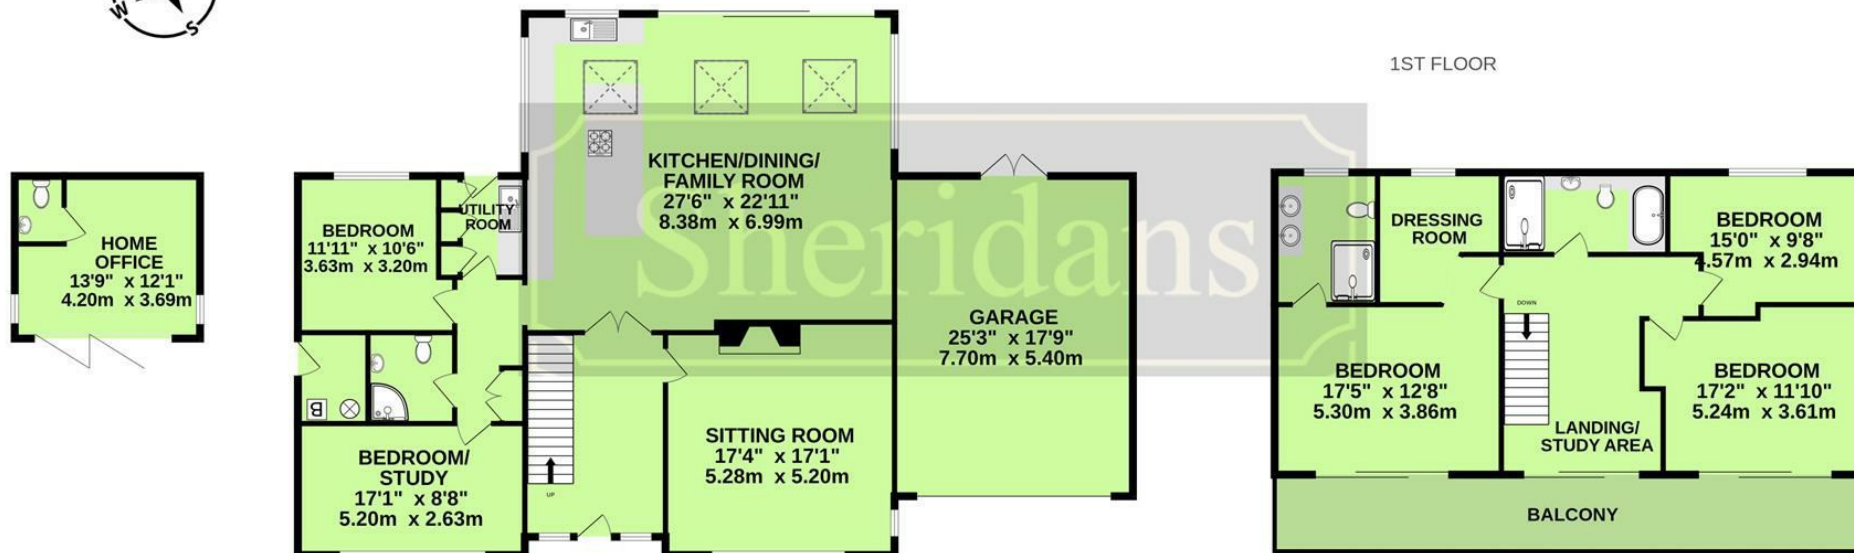 W
S
1ST FLOOR
Sheridans
HOME
OFFICE
13'9" x 12'1"
4.20m x 3.69m
BEDROOM
11'11" x 10'6"
3.63m x 3.20m
UTILITY
ROOM
KITCHEN/DINING/
FAMILY ROOM
27'6" x 22'11"
8.38m x 6.99m
GARAGE
25'3" x 17'9"
7.70m x 5.40m
B
BEDROOM/
STUDY
17'1" x 8'8"
5.20m x 2.63m
UP
SITTING ROOM
17'4" x 17'1"
5.28m x 5.20m
DRESSING
ROOM
BEDROOM
15'0" x 9'8"
4.57m x 2.94m
DOWN
BEDROOM
17'5" x 12'8"
5.30m x 3.86m
LANDING/
STUDY AREA
BEDROOM
17'2" x 11'10"
5.24m x 3.61m
BALCONY